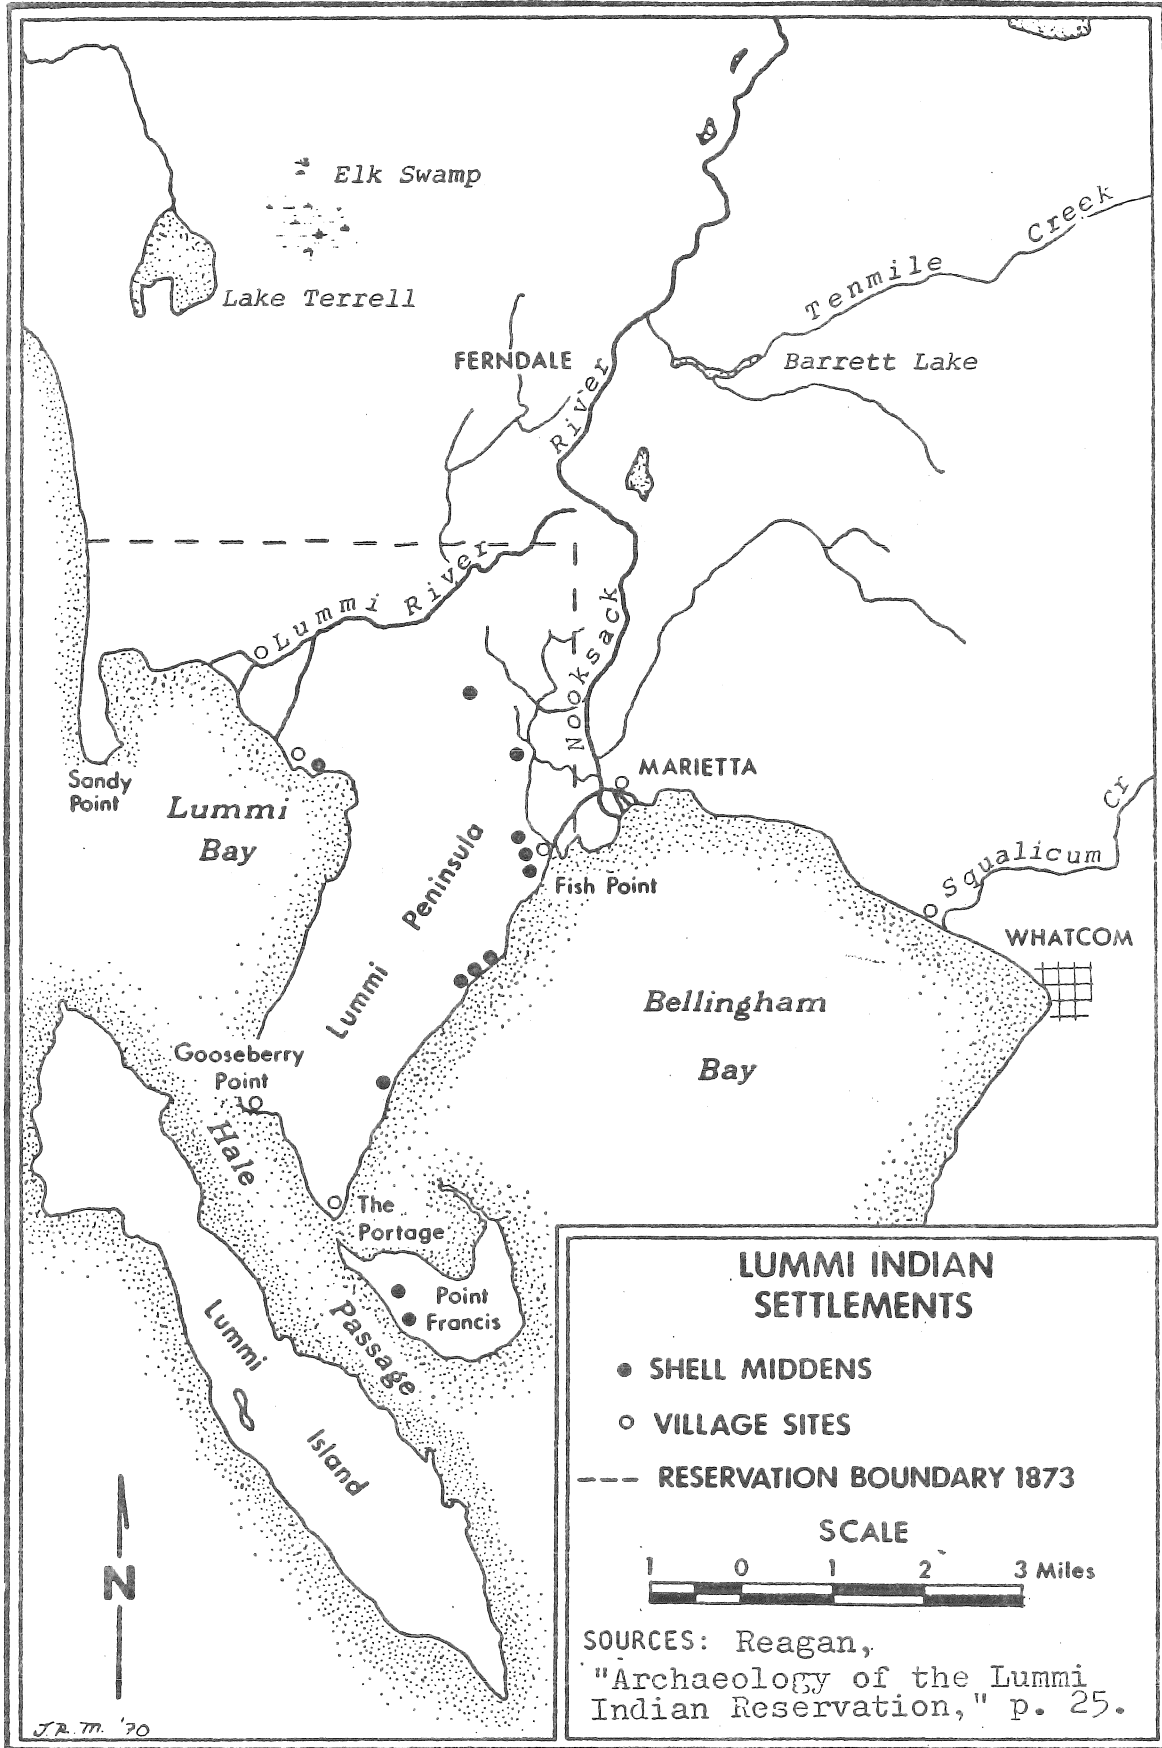 Elk Swamp
Lake Terrell
Creek
Tenmile
Barrett Lake
FERNDALE
River
Lummi River
Nooksack
MARIETTA
Sandy
Point
Lummi
Bay
Lummi Peninsula
Fish Point
Squalicum Cr
WHATCOM
Bellingham
Bay
Gooseberry
Point
Hale Passage
The
Portage
Point
Francis
Lummi Island
N
J.R.M. '70
LUMMI INDIAN
SETTLEMENTS
SHELL MIDDENS
VILLAGE SITES
RESERVATION BOUNDARY 1873
SCALE
1 0 1 2 3 Miles
SOURCES: Reagan,
"Archaeology of the Lummi
Indian Reservation," p. 25.